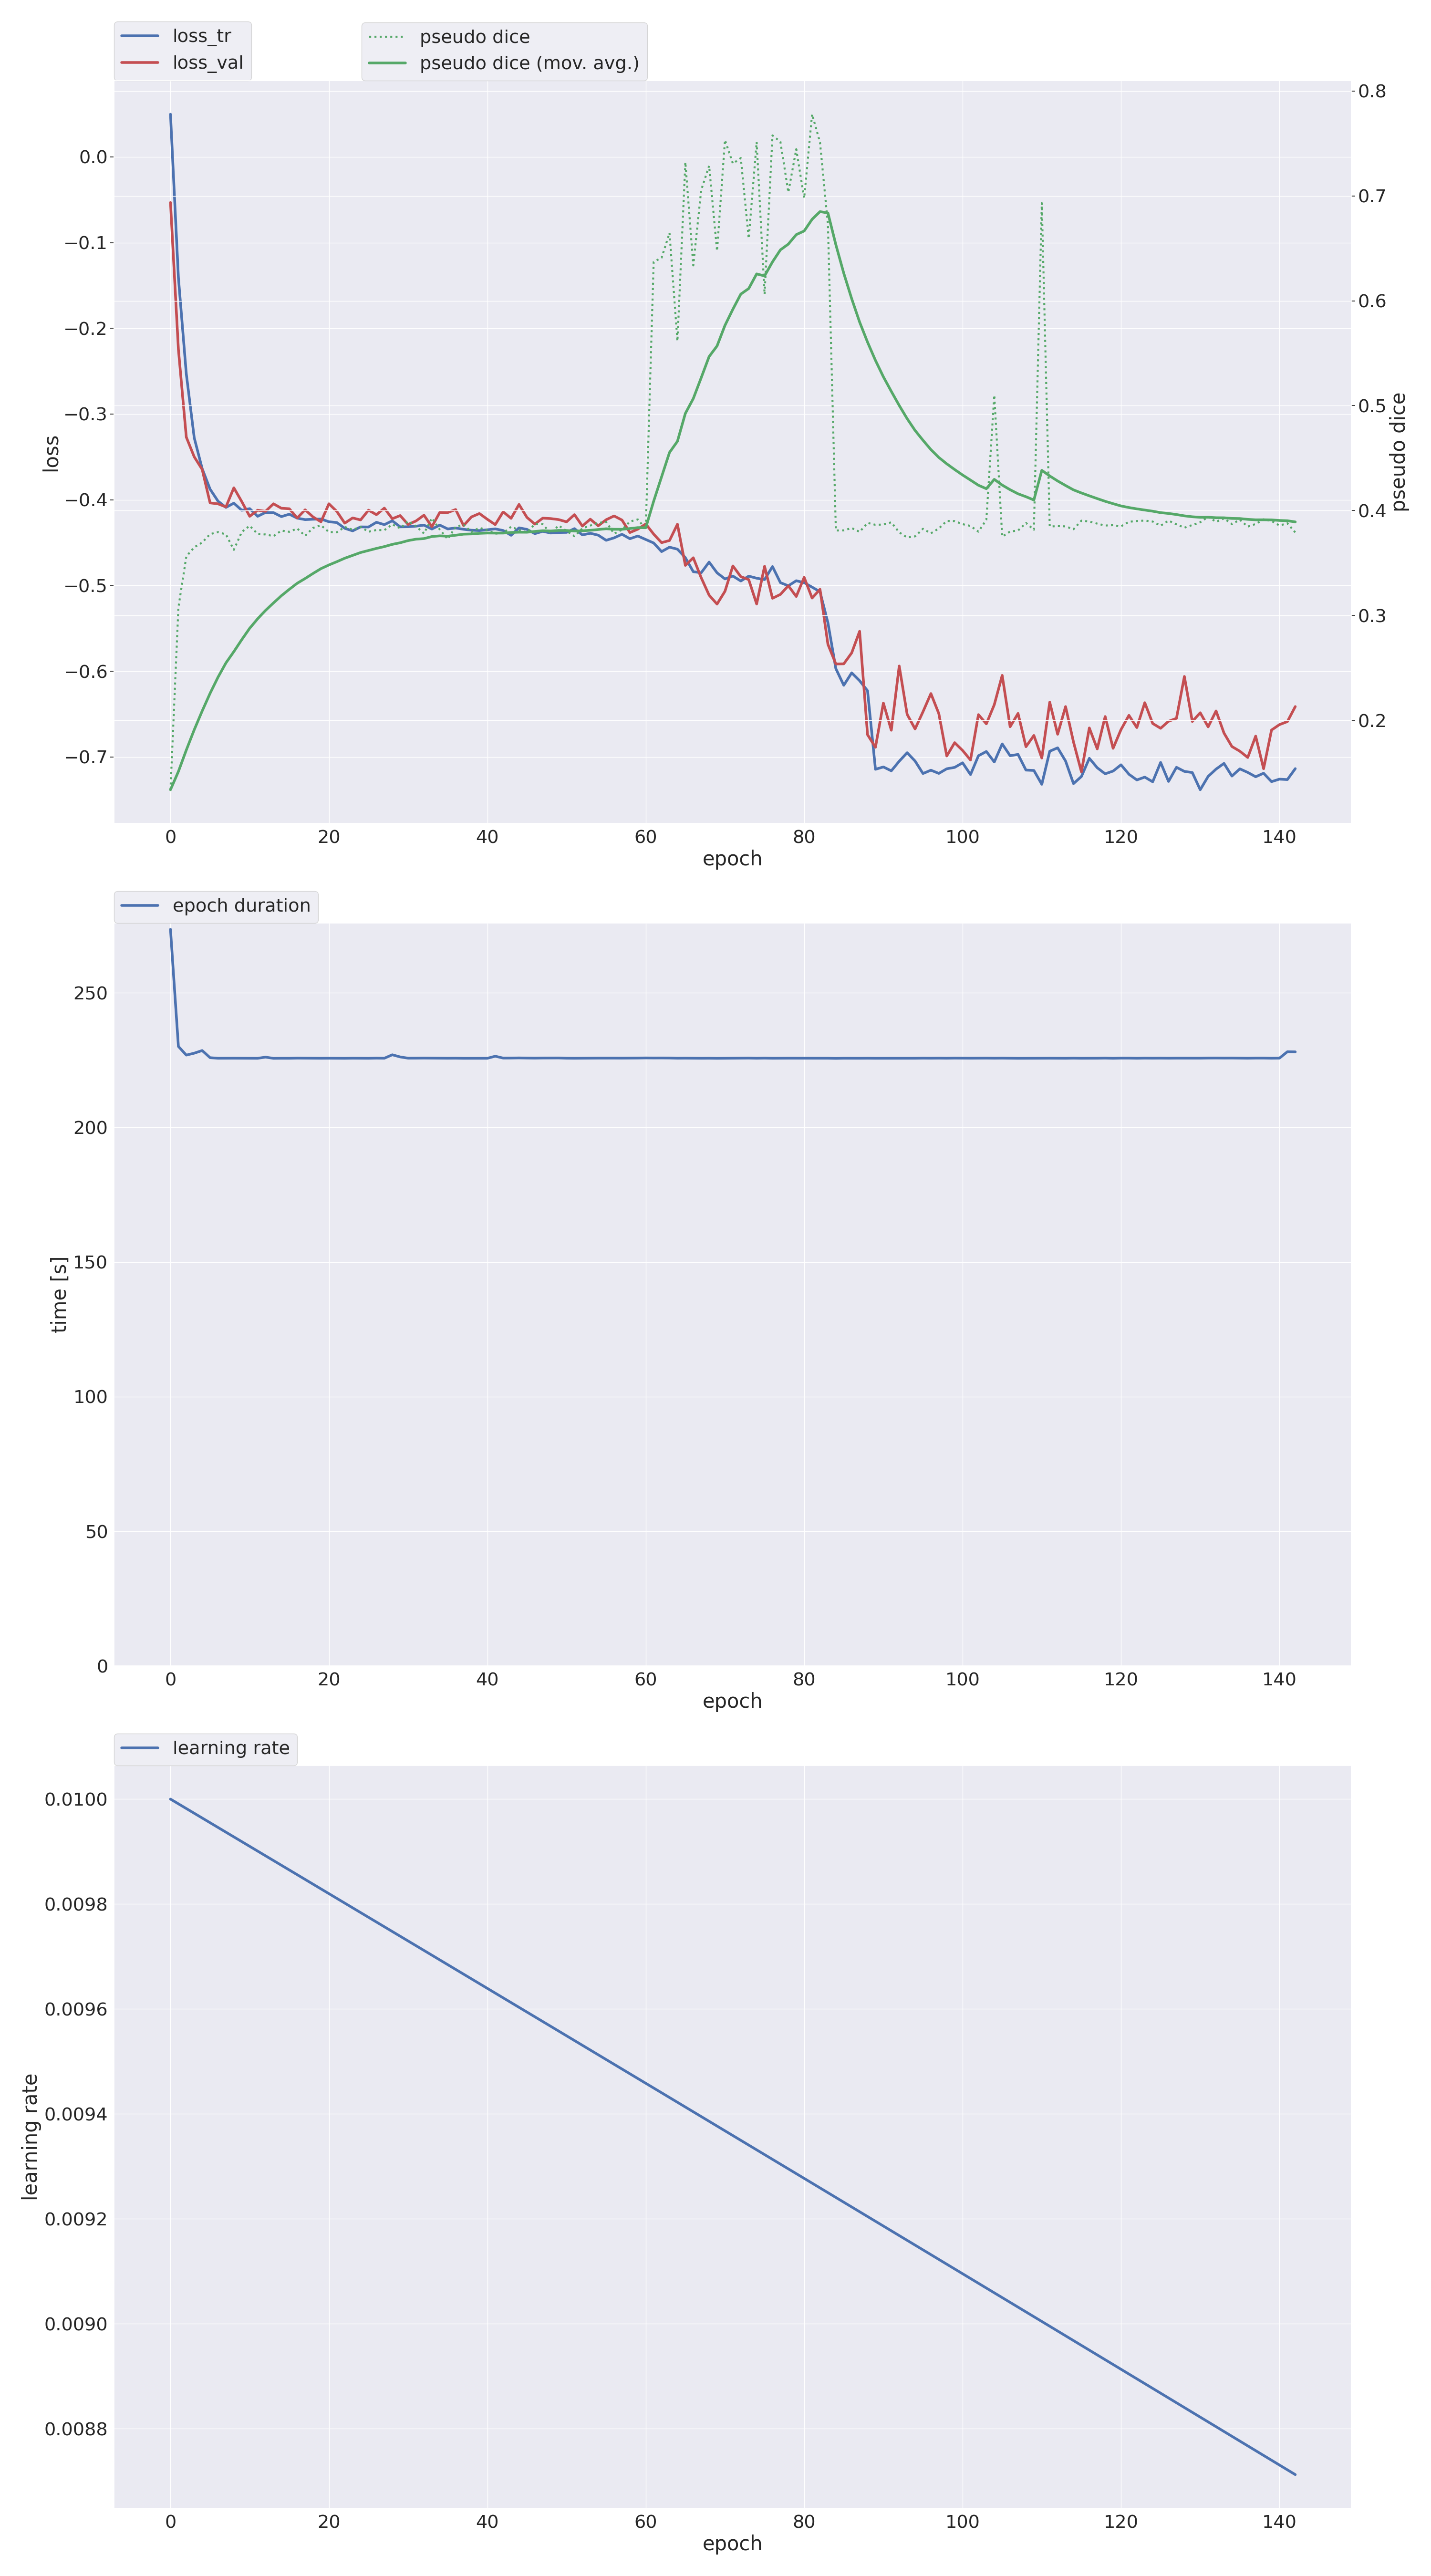 loss_tr
loss_val
pseudo dice
pseudo dice (mov. avg.)
0.0
−0.1
−0.2
−0.3
−0.4
−0.5
−0.6
−0.7
loss
0.8
0.7
0.6
0.5
0.4
0.3
0.2
pseudo dice
0 20 40 60 80 100 120 140
epoch
epoch duration
250
200
150
100
50
0
time [s]
0 20 40 60 80 100 120 140
epoch
learning rate
0.0100
0.0098
0.0096
0.0094
0.0092
0.0090
0.0088
learning rate
0 20 40 60 80 100 120 140
epoch